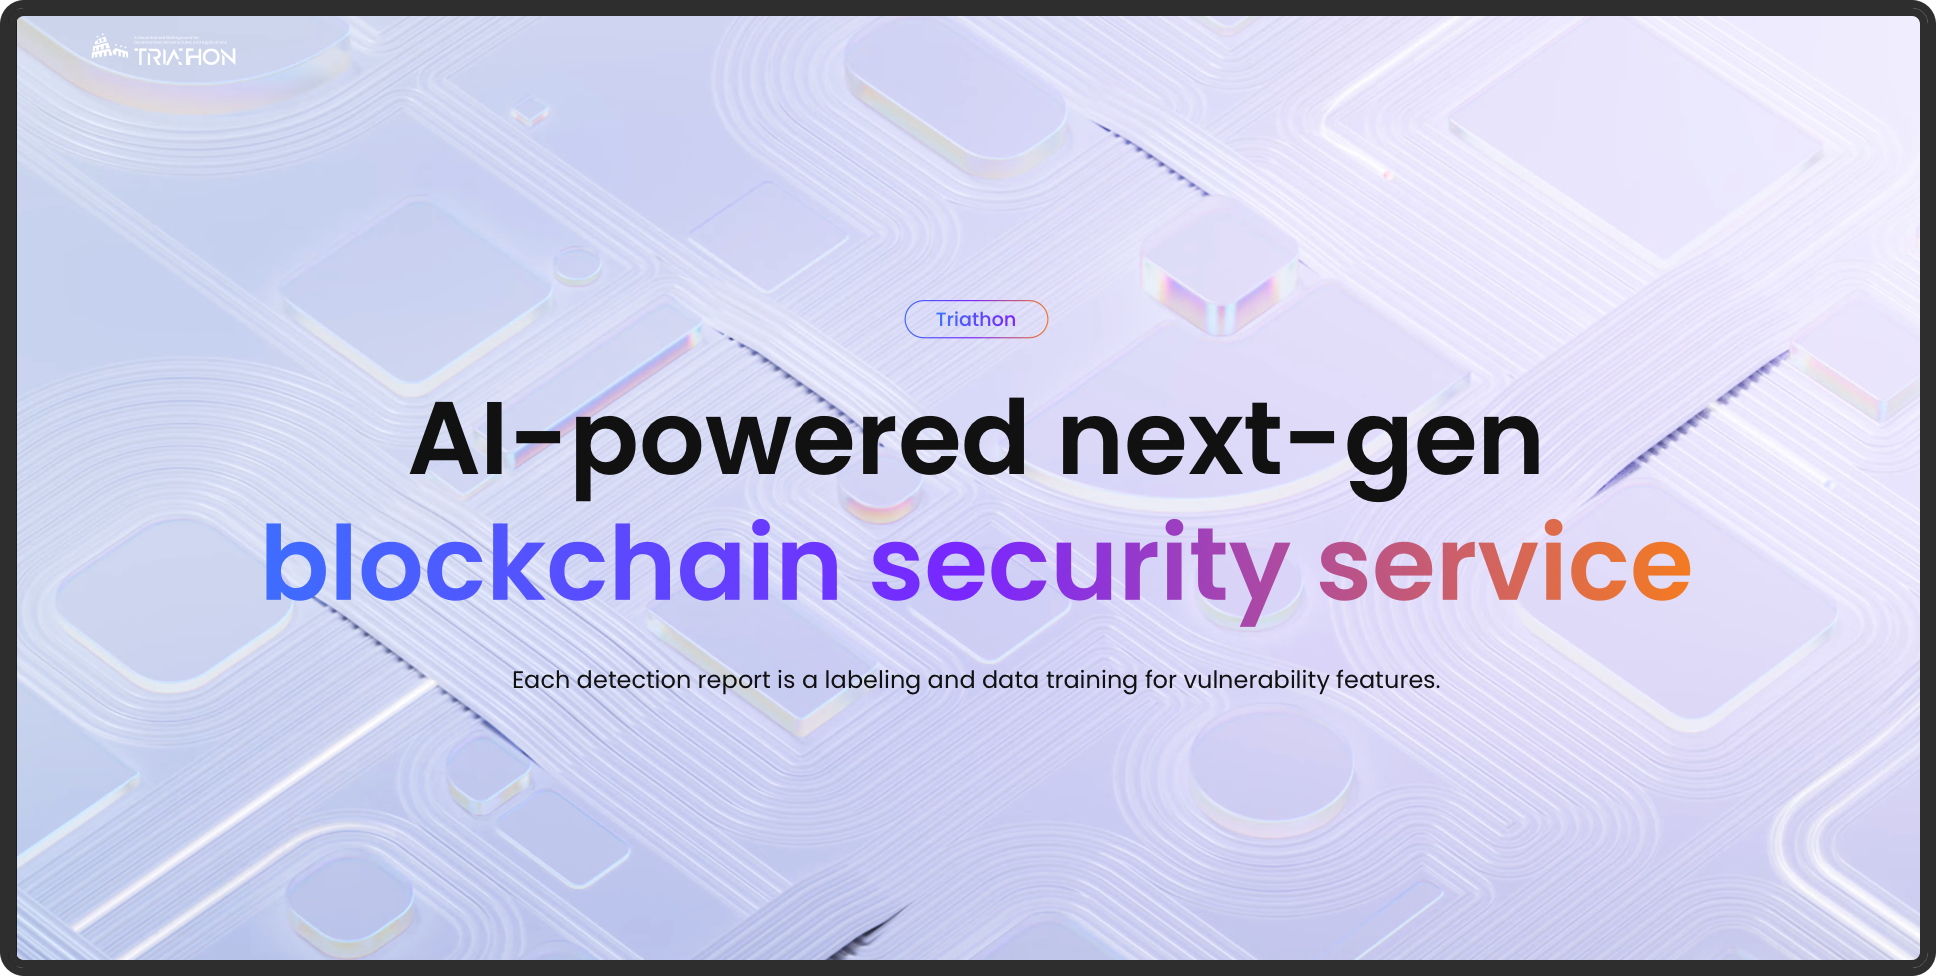 TRIATHON
Triathon
AI-powered next-gen
blockchain security service
Each detection report is a labeling and data training for vulnerability features.